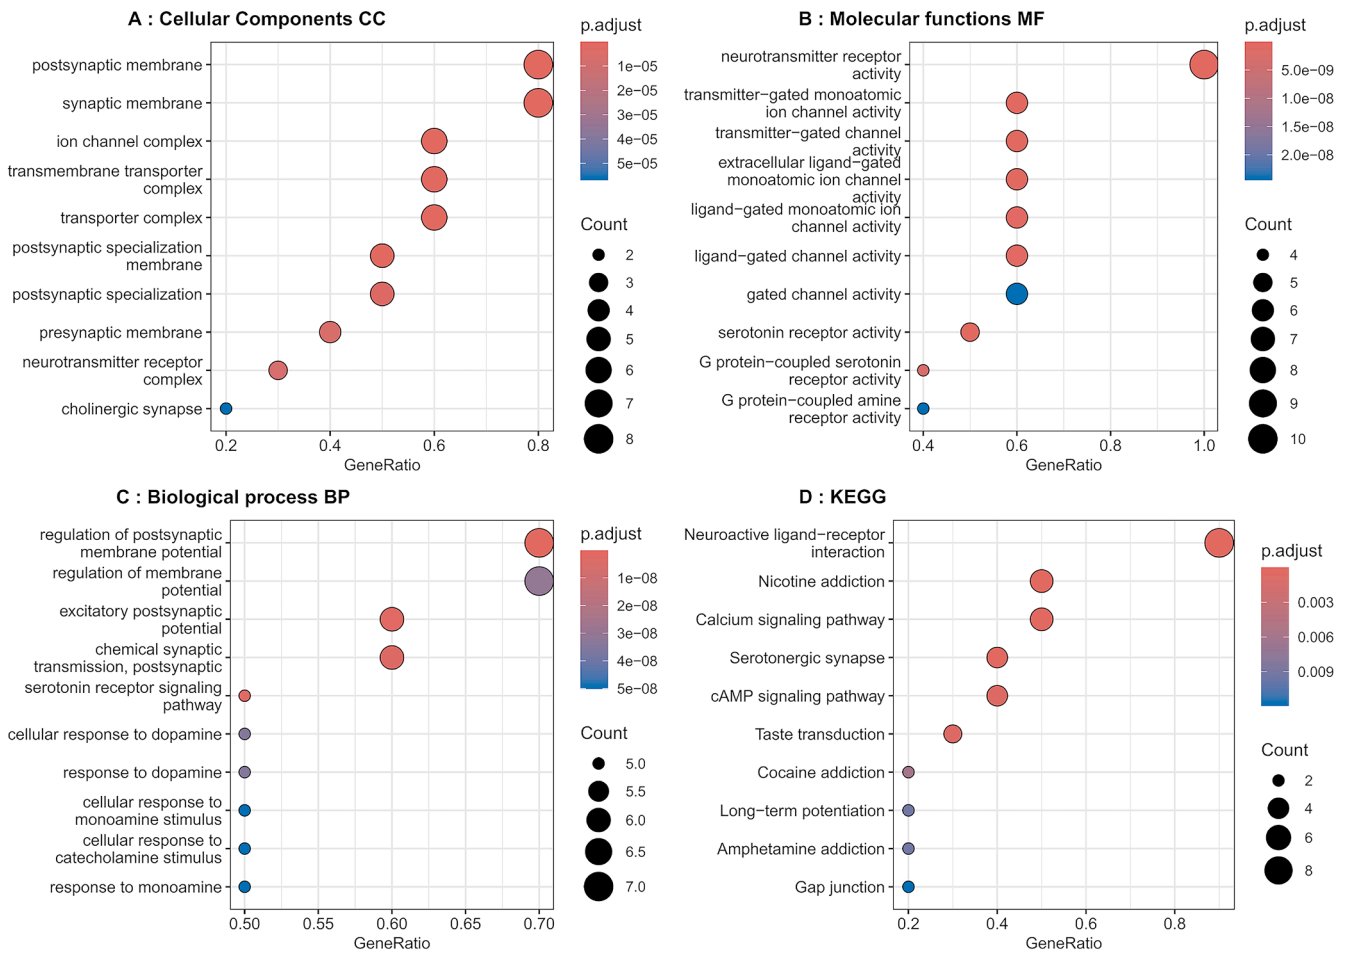 A : Cellular Components CC
postsynaptic membrane
synaptic membrane
ion channel complex
transmembrane transporter
complex
transporter complex
postsynaptic specialization
membrane
postsynaptic specialization
presynaptic membrane
neurotransmitter receptor
complex
cholinergic synapse
0.2
0.4
0.6
0.8
GeneRatio
p.adjust
1e−05
2e−05
3e−05
4e−05
5e−05
Count
2
3
4
5
6
7
8
B : Molecular functions MF
neurotransmitter receptor
activity
transmitter−gated monoatomic
ion channel activity
transmitter−gated channel
activity
extracellular ligand−gated
monoatomic ion channel
activity
ligand−gated monoatomic ion
channel activity
ligand−gated channel activity
gated channel activity
serotonin receptor activity
G protein−coupled serotonin
receptor activity
G protein−coupled amine
receptor activity
0.4
0.6
0.8
1.0
GeneRatio
p.adjust
5.0e−09
1.0e−08
1.5e−08
2.0e−08
Count
4
5
6
7
8
9
10
C : Biological process BP
regulation of postsynaptic
membrane potential
regulation of membrane
potential
excitatory postsynaptic
potential
chemical synaptic
transmission, postsynaptic
serotonin receptor signaling
pathway
cellular response to dopamine
response to dopamine
cellular response to
monoamine stimulus
cellular response to
catecholamine stimulus
response to monoamine
0.50
0.55
0.60
0.65
0.70
GeneRatio
p.adjust
1e−08
2e−08
3e−08
4e−08
5e−08
Count
5.0
5.5
6.0
6.5
7.0
D : KEGG
Neuroactive ligand−receptor
interaction
Nicotine addiction
Calcium signaling pathway
Serotonergic synapse
cAMP signaling pathway
Taste transduction
Cocaine addiction
Long−term potentiation
Amphetamine addiction
Gap junction
0.2
0.4
0.6
0.8
GeneRatio
p.adjust
0.003
0.006
0.009
Count
2
4
6
8